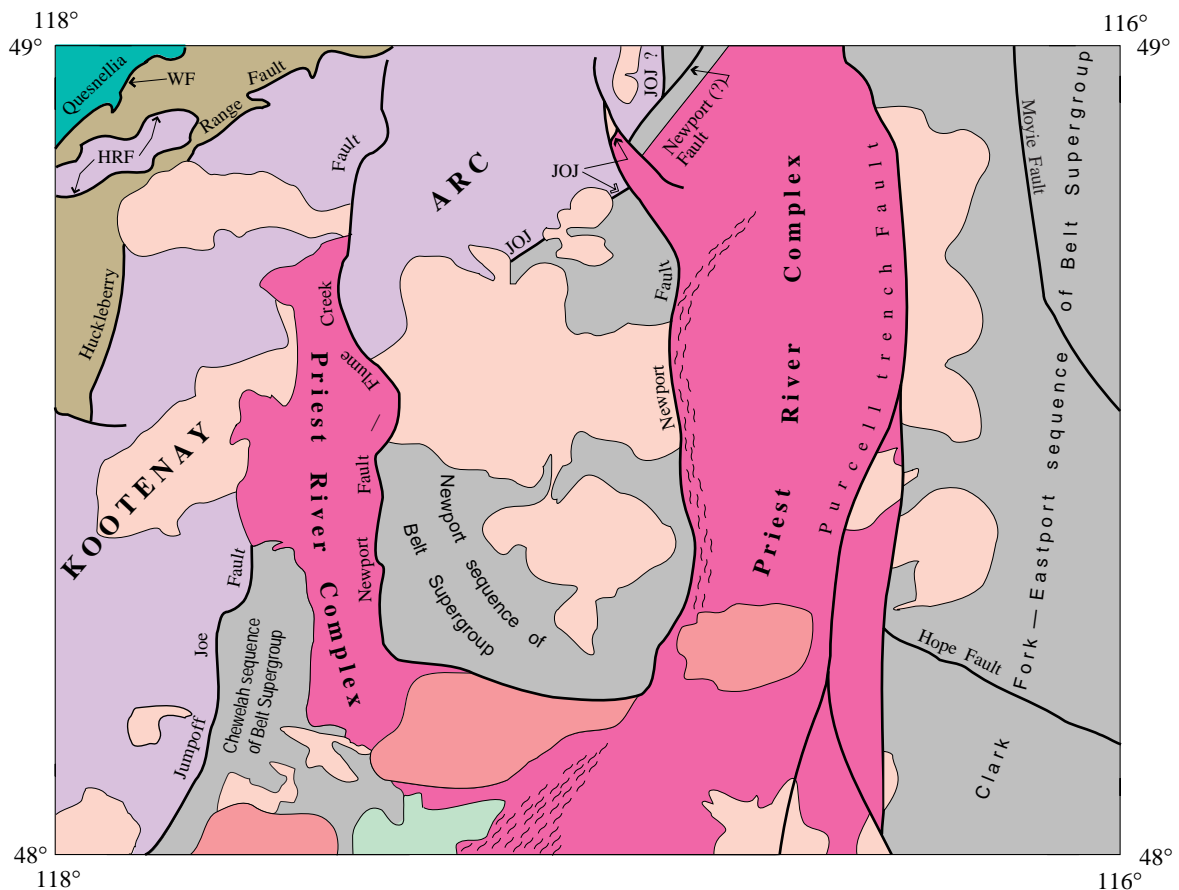 118°
116°
49°
49°
Quesnellia
WF
Range Fault
HRF
Huckleberry
Fault
ARC
JOJ ?
Newport (?)
Fault
JOJ
JOJ
Fault
Newport
Creek
Flume
Priest River Complex
Priest River Complex
Purcell trench Fault
Moyie Fault
Clark Fork—Eastport sequence of Belt Supergroup
KOOTENAY
Fault
Newport
Newport sequence of
Belt Supergroup
Jumpoff Joe Fault
Chewelah sequence
of Belt Supergroup
Hope Fault
48°
48°
118°
116°